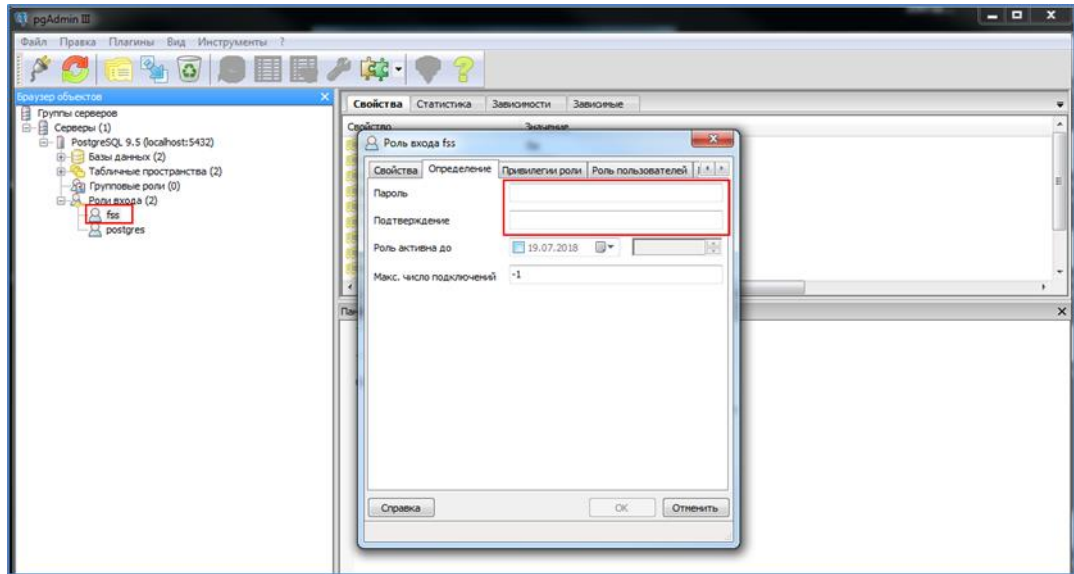 pgAdmin III
Файл Правка Плагины Вид Инструменты ?
Браузер объектов
Группы серверов
Серверы (1)
PostgreSQL 9.5 (localhost:5432)
Базы данных (2)
Табличные пространства (2)
Групповые роли (0)
Роли входа (2)
fss
postgres
Свойства Статистика Зависимости Зависимые
Свойство Значение
Роль входа fss
Свойства Определение Привилегии роли Роль пользователей
Пароль
Подтверждение
Роль активна до 19.07.2018
Макс. число подключений -1
Справка OK Отменить